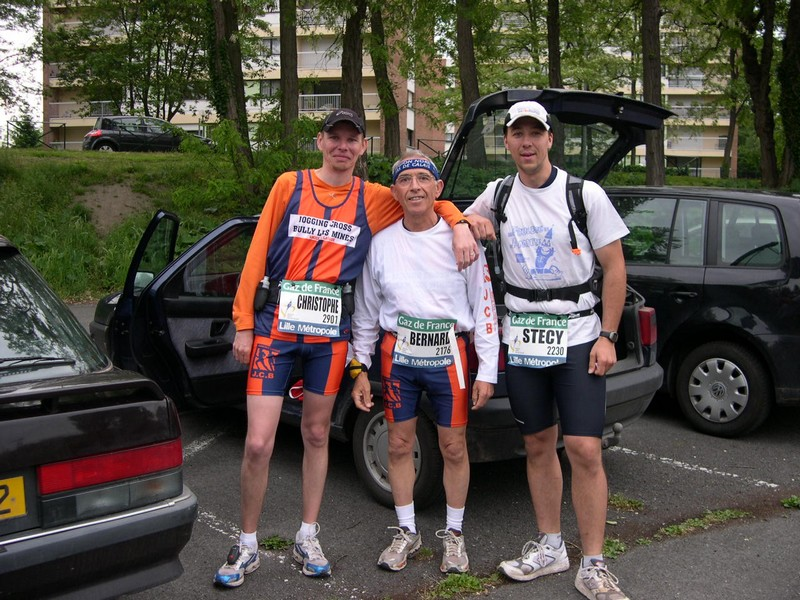 JOGGING CROSS
BULLY LES MINES
Gaz de France
CHRISTOPHE
2901
Lille Métropole
J.C.B
Gaz de France
BERNARD
2176
Lille Métropole
Gaz de France
STECY
2230
Lille Métropole
2